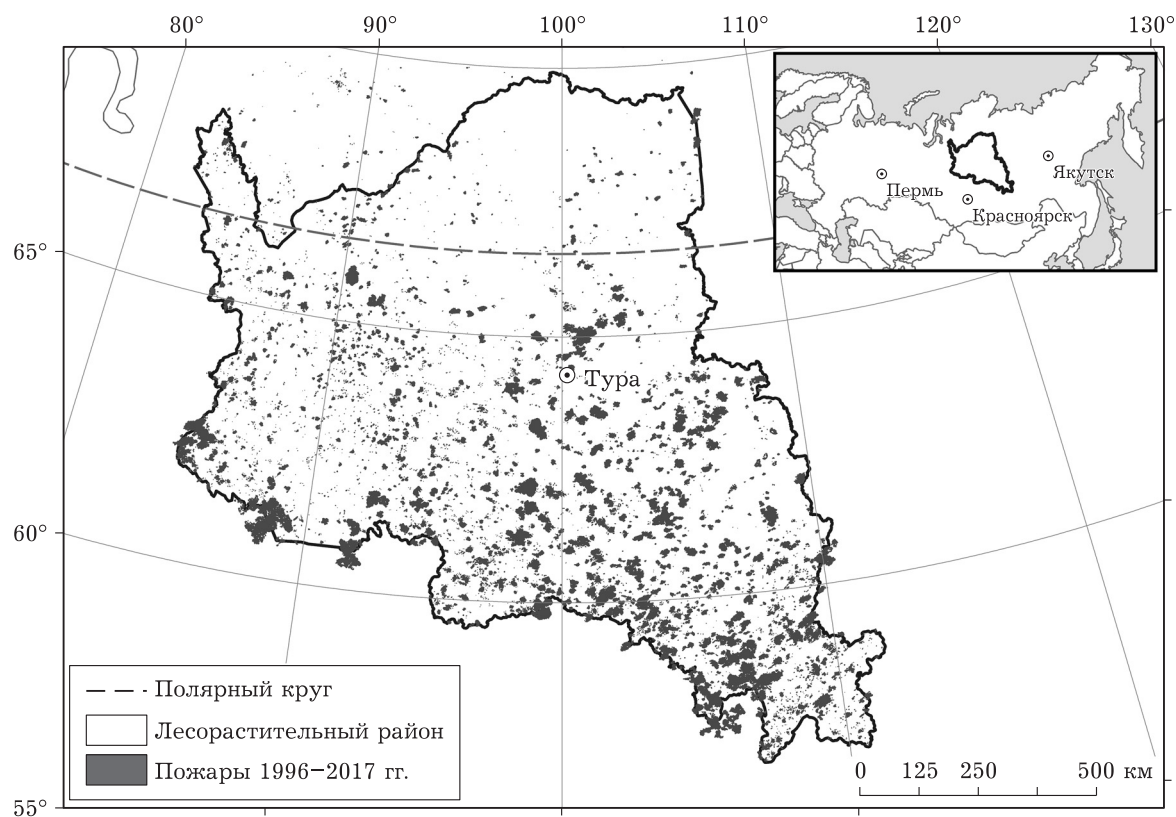 80° 90° 100° 110° 120° 130°
Пермь
Якутск
Красноярск
65°
Тура
60°
Полярный круг
Лесорастительный район
Пожары 1996–2017 гг.
0 125 250 500 км
55°